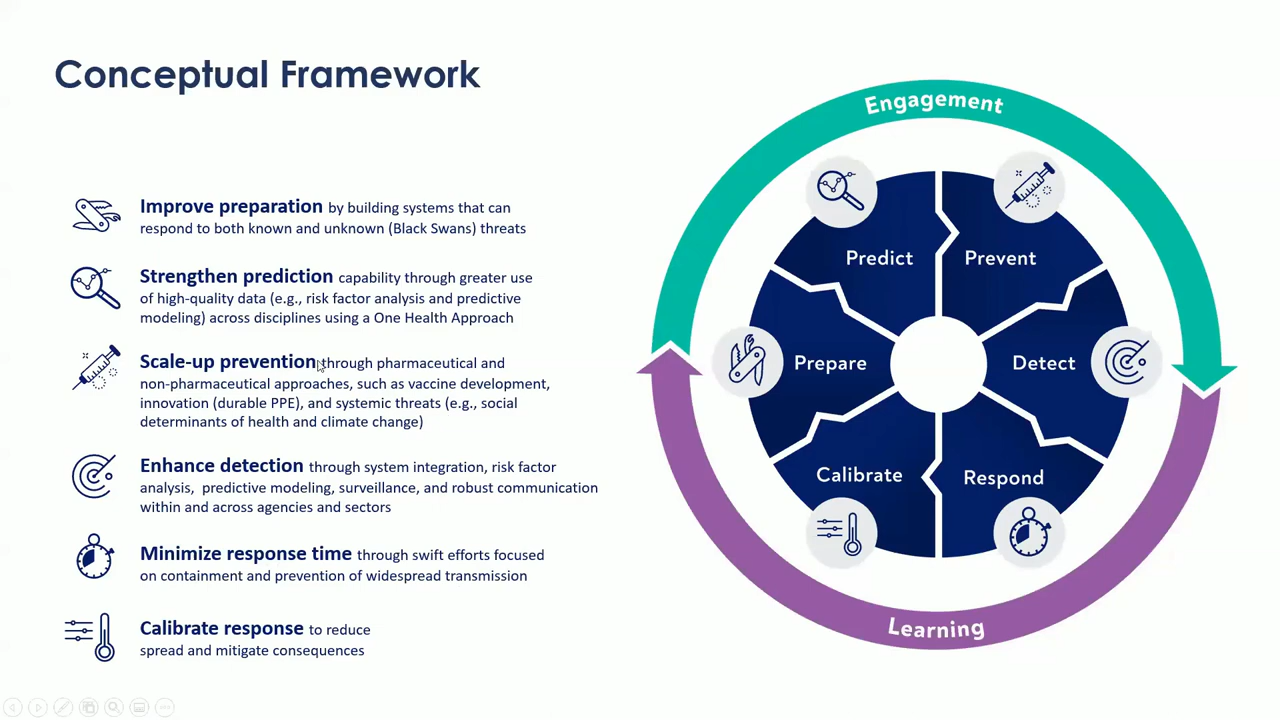 Conceptual Framework
Improve preparation by building systems that can
respond to both known and unknown (Black Swans) threats
Strengthen prediction capability through greater use
of high-quality data (e.g., risk factor analysis and predictive
modeling) across disciplines using a One Health Approach
Scale-up prevention through pharmaceutical and
non-pharmaceutical approaches, such as vaccine development,
innovation (durable PPE), and systemic threats (e.g., social
determinants of health and climate change)
Enhance detection through system integration, risk factor
analysis, predictive modeling, surveillance, and robust communication
within and across agencies and sectors
Minimize response time through swift efforts focused
on containment and prevention of widespread transmission
Calibrate response to reduce
spread and mitigate consequences
Engagement
Predict
Prevent
Prepare
Detect
Calibrate
Respond
Learning